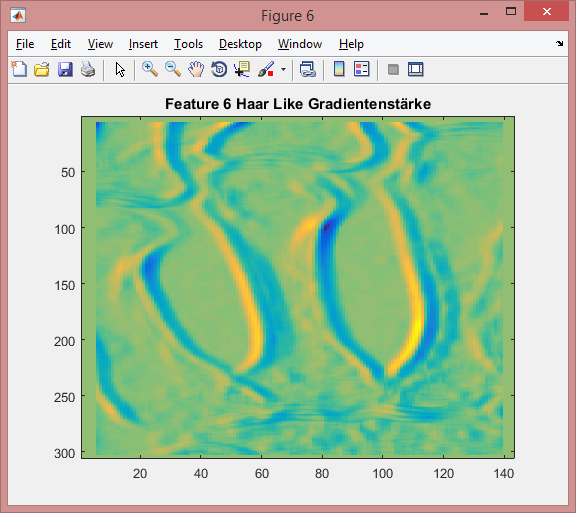 Figure 6
File Edit View Insert Tools Desktop Window Help
Feature 6 Haar Like Gradientenstärke
50
100
150
200
250
300
20 40 60 80 100 120 140